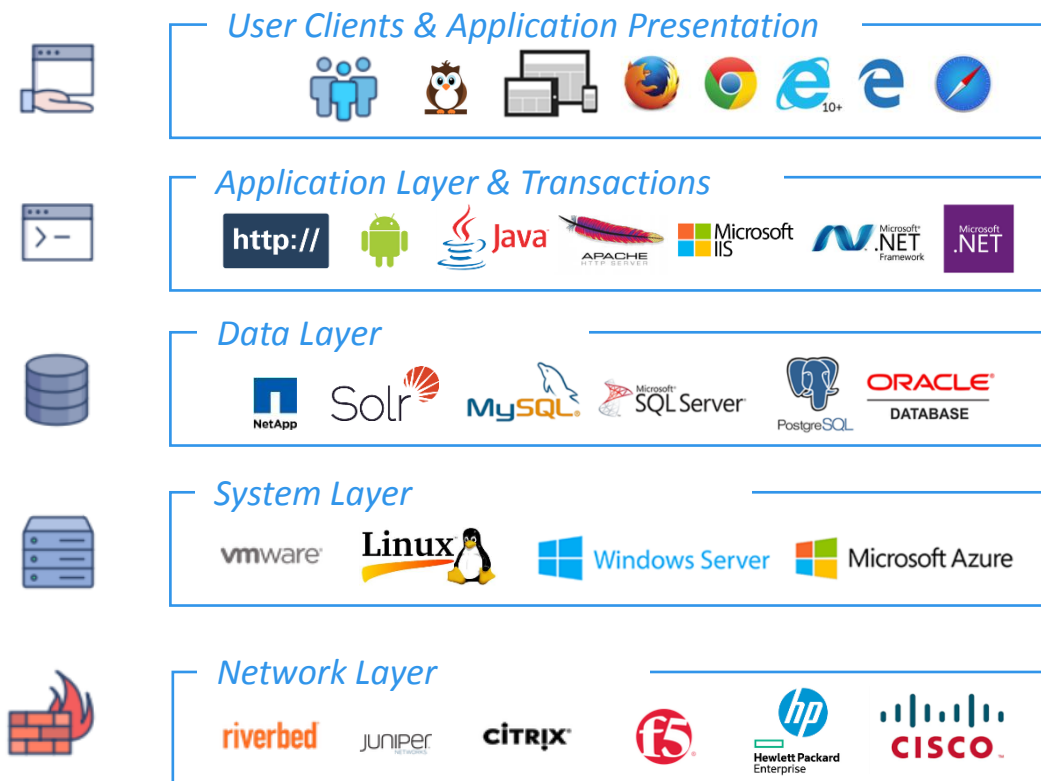 User Clients & Application Presentation
10+
Application Layer & Transactions
http://
Java
APACHE
HTTP SERVER
Microsoft
IIS
Microsoft
.NET
Framework
Microsoft
.NET
Data Layer
NetApp
Solr
MySQL
Microsoft
SQL Server
PostgreSQL
ORACLE
DATABASE
System Layer
vmware
Linux
Windows Server
Microsoft Azure
Network Layer
riverbed
JUNIPER
NETWORKS
CITRIX
f5
hp
Hewlett Packard
Enterprise
CISCO